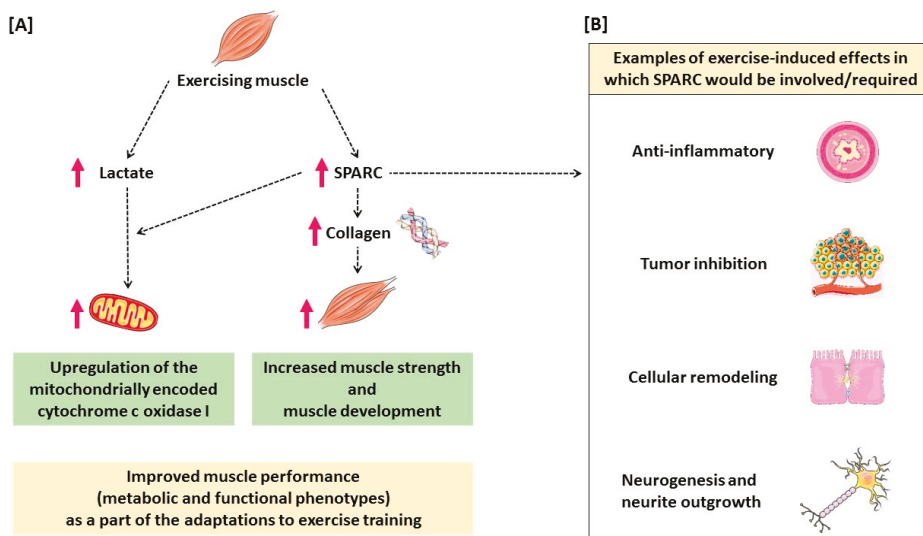 [A]
Exercising muscle
Lactate
SPARC
Collagen
Upregulation of the
mitochondrially encoded
cytochrome c oxidase I
Increased muscle strength
and
muscle development
Improved muscle performance
(metabolic and functional phenotypes)
as a part of the adaptations to exercise training
[B]
Examples of exercise-induced effects in
which SPARC would be involved/required
Anti-inflammatory
Tumor inhibition
Cellular remodeling
Neurogenesis and
neurite outgrowth